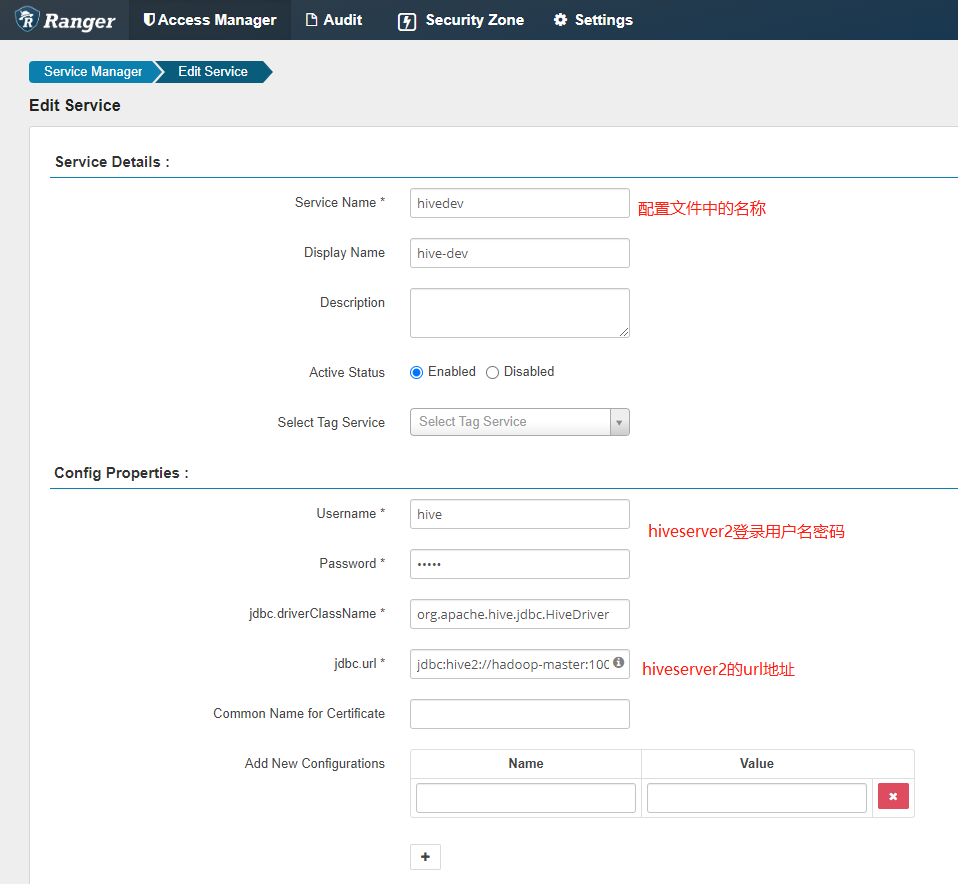 Ranger Access Manager Audit Security Zone Settings
Service Manager Edit Service
Edit Service
Service Details :
Service Name * hivedev 配置文件中的名称
Display Name hive-dev
Description
Active Status Enabled Disabled
Select Tag Service Select Tag Service
Config Properties :
Username * hive
hiveserver2登录用户名密码
Password * •••••
jdbc.driverClassName * org.apache.hive.jdbc.HiveDriver
jdbc.url * jdbc:hive2://hadoop-master:100 hiveserver2的url地址
Common Name for Certificate
Add New Configurations Name Value